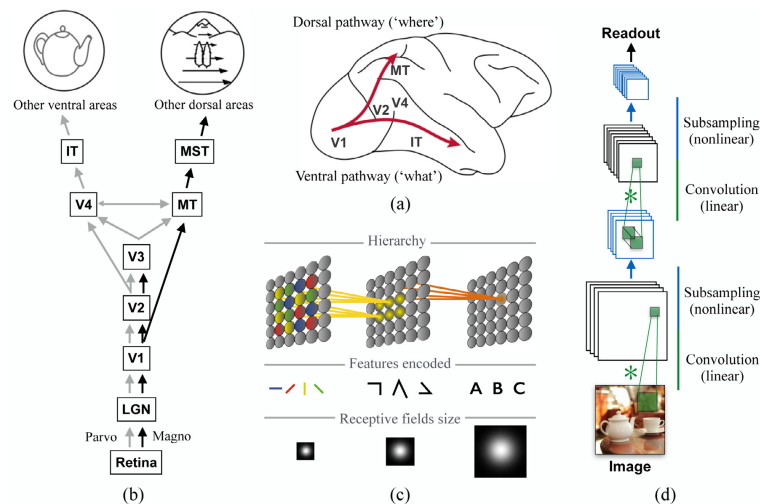 Other ventral areas
Other dorsal areas
IT
MST
V4
MT
V3
V2
V1
LGN
Parvo
Magno
Retina
(b)
Dorsal pathway (‘where’)
MT
V2
V4
V1
IT
Ventral pathway (‘what’)
(a)
Hierarchy
Features encoded
A B C
Receptive fields size
(c)
Readout
Subsampling
(nonlinear)
Convolution
(linear)
*
Subsampling
(nonlinear)
Convolution
(linear)
*
Image
(d)